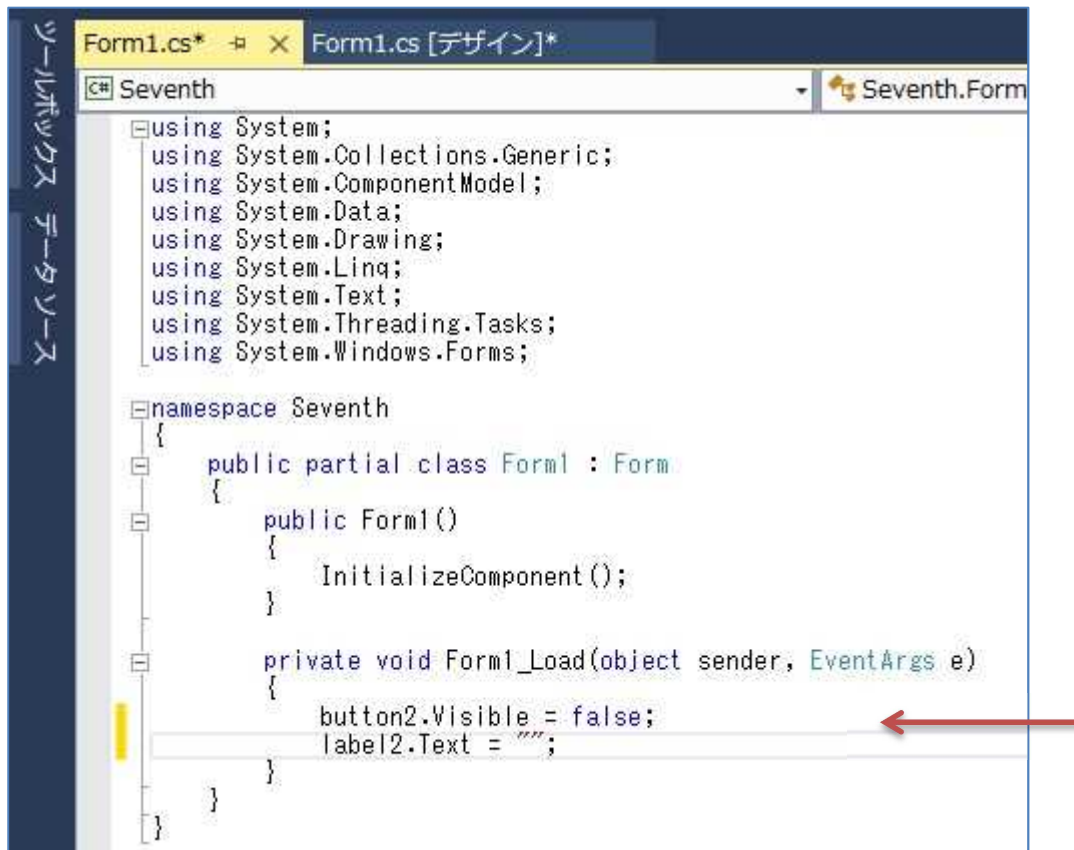 ツールボックス データ ソース
Form1.cs* Form1.cs [デザイン]*
C# Seventh Seventh.Form
using System;
using System.Collections.Generic;
using System.ComponentModel;
using System.Data;
using System.Drawing;
using System.Linq;
using System.Text;
using System.Threading.Tasks;
using System.Windows.Forms;
namespace Seventh
{
public partial class Form1 : Form
{
public Form1()
{
InitializeComponent();
}
private void Form1_Load(object sender, EventArgs e)
{
button2.Visible = false;
label2.Text = "";
}
}
}